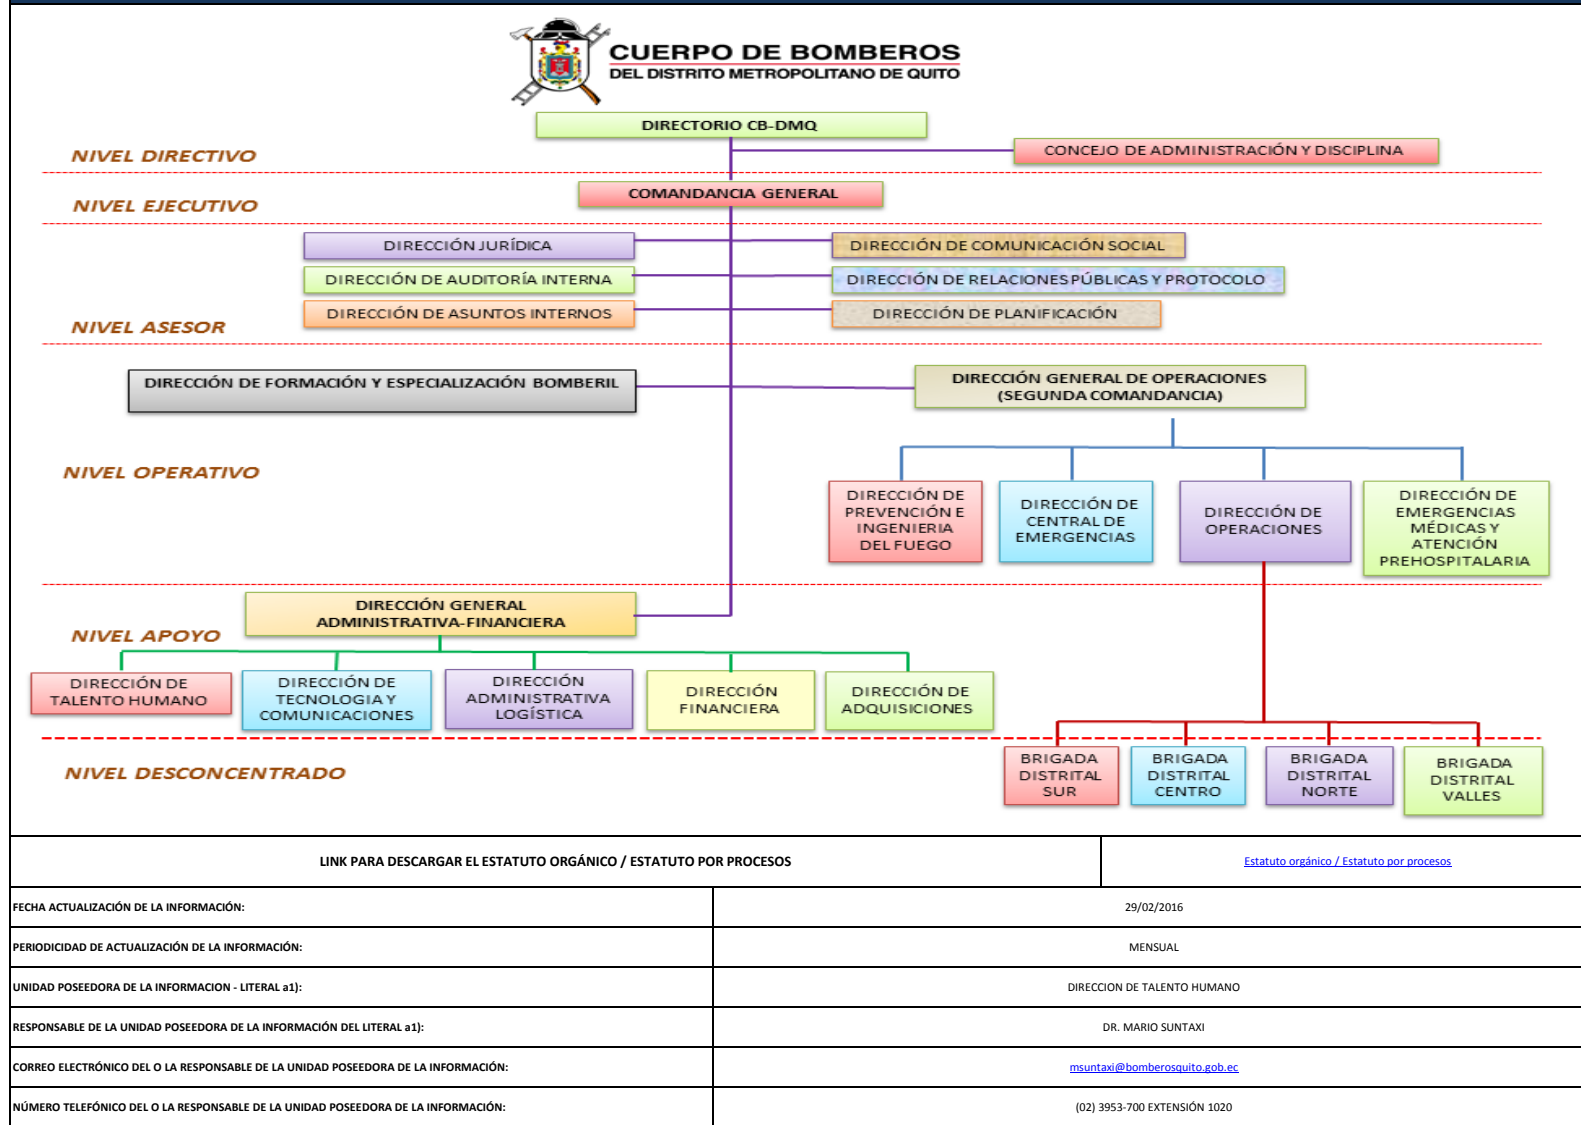 CUERPO DE BOMBEROS
DEL DISTRITO METROPOLITANO DE QUITO
DIRECTORIO CB-DMQ
NIVEL DIRECTIVO
CONCEJO DE ADMINISTRACIÓN Y DISCIPLINA
COMANDANCIA GENERAL
NIVEL EJECUTIVO
DIRECCIÓN JURÍDICA
DIRECCIÓN DE COMUNICACIÓN SOCIAL
DIRECCIÓN DE AUDITORÍA INTERNA
DIRECCIÓN DE RELACIONES PÚBLICAS Y PROTOCOLO
DIRECCIÓN DE ASUNTOS INTERNOS
DIRECCIÓN DE PLANIFICACIÓN
NIVEL ASESOR
DIRECCIÓN DE FORMACIÓN Y ESPECIALIZACIÓN BOMBERIL
DIRECCIÓN GENERAL DE OPERACIONES
(SEGUNDA COMANDANCIA)
NIVEL OPERATIVO
DIRECCIÓN DE
PREVENCIÓN E
INGENIERIA
DEL FUEGO
DIRECCIÓN DE
CENTRAL DE
EMERGENCIAS
DIRECCIÓN DE
OPERACIONES
DIRECCIÓN DE
EMERGENCIAS
MÉDICAS Y
ATENCIÓN
PREHOSPITALARIA
DIRECCIÓN GENERAL
ADMINISTRATIVA-FINANCIERA
NIVEL APOYO
DIRECCIÓN DE
TALENTO HUMANO
DIRECCIÓN DE
TECNOLOGIA Y
COMUNICACIONES
DIRECCIÓN
ADMINISTRATIVA
LOGÍSTICA
DIRECCIÓN
FINANCIERA
DIRECCIÓN DE
ADQUISICIONES
NIVEL DESCONCENTRADO
BRIGADA
DISTRITAL
SUR
BRIGADA
DISTRITAL
CENTRO
BRIGADA
DISTRITAL
NORTE
BRIGADA
DISTRITAL
VALLES
LINK PARA DESCARGAR EL ESTATUTO ORGÁNICO / ESTATUTO POR PROCESOS
Estatuto orgánico / Estatuto por procesos
FECHA ACTUALIZACIÓN DE LA INFORMACIÓN:
29/02/2016
PERIODICIDAD DE ACTUALIZACIÓN DE LA INFORMACIÓN:
MENSUAL
UNIDAD POSEEDORA DE LA INFORMACION - LITERAL a1):
DIRECCION DE TALENTO HUMANO
RESPONSABLE DE LA UNIDAD POSEEDORA DE LA INFORMACIÓN DEL LITERAL a1):
DR. MARIO SUNTAXI
CORREO ELECTRÓNICO DEL O LA RESPONSABLE DE LA UNIDAD POSEEDORA DE LA INFORMACIÓN:
msuntaxi@bomberosquito.gob.ec
NÚMERO TELEFÓNICO DEL O LA RESPONSABLE DE LA UNIDAD POSEEDORA DE LA INFORMACIÓN:
(02) 3953-700 EXTENSIÓN 1020